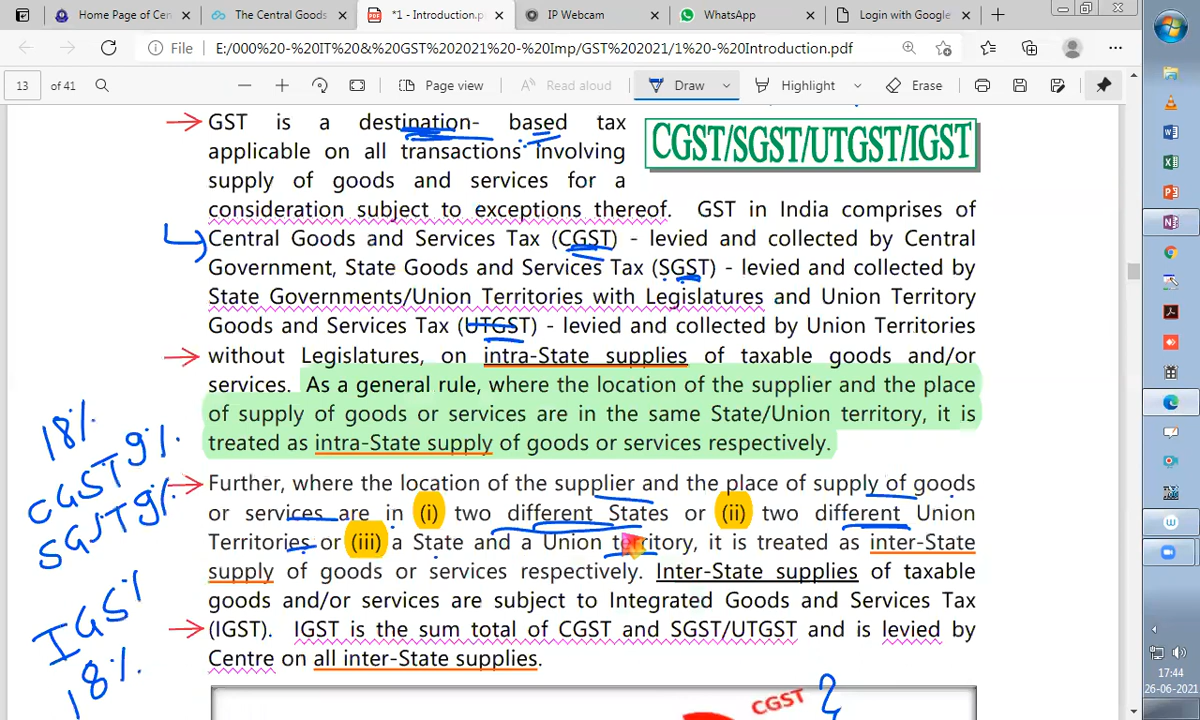 Home Page of Cen
The Central Goods
*1 - Introduction.p
IP Webcam
WhatsApp
Login with Google
File
E:/000%20-%20IT%20&%20GST%202021-%20Imp/GST%202021/1%20-%20Introduction.pdf
13 of 41
Page view
Read aloud
Draw
Highlight
Erase
GST is a destination- based tax
applicable on all transactions involving
supply of goods and services for a
CGST/SGST/UTGST/IGST
consideration subject to exceptions thereof. GST in India comprises of
Central Goods and Services Tax (CGST) - levied and collected by Central
Government, State Goods and Services Tax (SGST) - levied and collected by
State Governments/Union Territories with Legislatures and Union Territory
Goods and Services Tax (UTGST) - levied and collected by Union Territories
without Legislatures, on intra-State supplies of taxable goods and/or
services. As a general rule, where the location of the supplier and the place
of supply of goods or services are in the same State/Union territory, it is
treated as intra-State supply of goods or services respectively.
18%
CGST 9%
SGST 9%
Further, where the location of the supplier and the place of supply of goods
or services are in (i) two different States or (ii) two different Union
Territories or (iii) a State and a Union territory, it is treated as inter-State
supply of goods or services respectively. Inter-State supplies of taxable
goods and/or services are subject to Integrated Goods and Services Tax
(IGST). IGST is the sum total of CGST and SGST/UTGST and is levied by
Centre on all inter-State supplies.
IGST
18%
CGST
17:44
26-06-2021